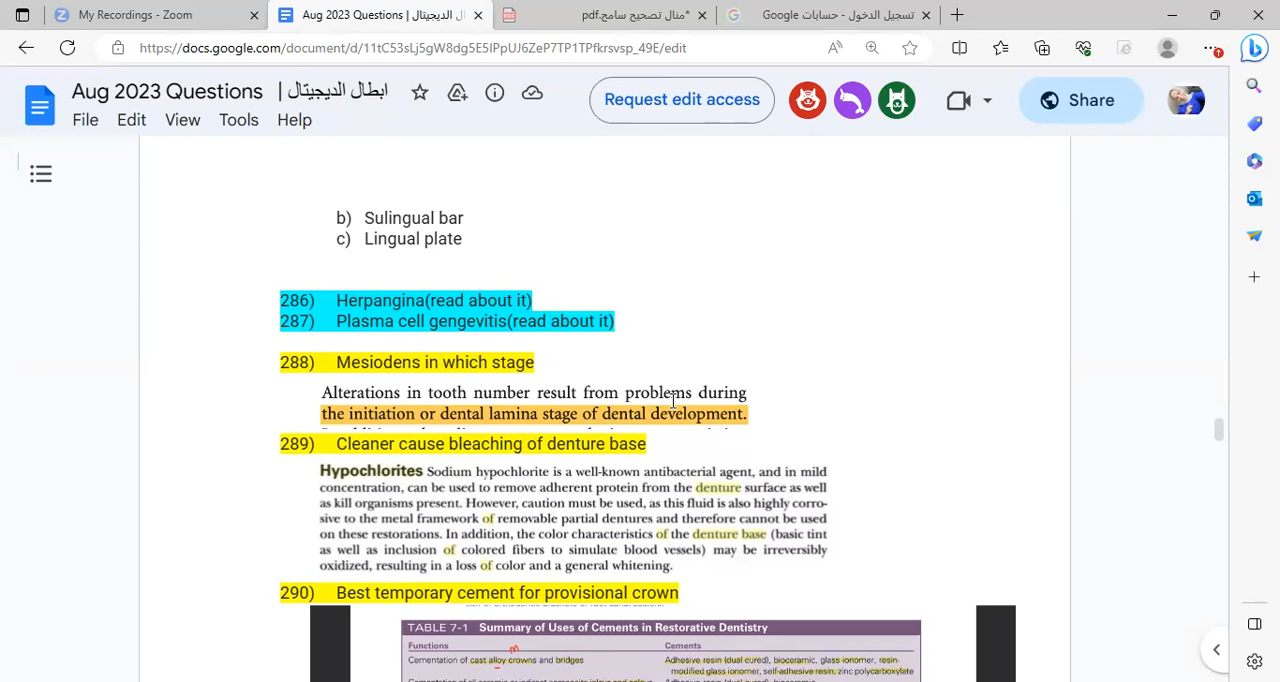 My Recordings - Zoom
Aug 2023 Questions | ابطال الديجيتال
*منال تصحيح سامح.pdf
تسجيل الدخول - حسابات Google
https://docs.google.com/document/d/11tC53sLj5gW8dg5E5IPpUJ6ZeP7TP1TPfkrsvsp_49E/edit
Aug 2023 Questions | ابطال الديجيتال
Request edit access
Share
File Edit View Tools Help
b) Sulingual bar
c) Lingual plate
286) Herpangina(read about it)
287) Plasma cell gengevitis(read about it)
288) Mesiodens in which stage
Alterations in tooth number result from problems during
the initiation or dental lamina stage of dental development.
289) Cleaner cause bleaching of denture base
Hypochlorites Sodium hypochlorite is a well-known antibacterial agent, and in mild
concentration, can be used to remove adherent protein from the denture surface as well
as kill organisms present. However, caution must be used, as this fluid is also highly corro-
sive to the metal framework of removable partial dentures and therefore cannot be used
on these restorations. In addition, the color characteristics of the denture base (basic tint
as well as inclusion of colored fibers to simulate blood vessels) may be irreversibly
oxidized, resulting in a loss of color and a general whitening.
290) Best temporary cement for provisional crown
TABLE 7-1 Summary of Uses of Cements in Restorative Dentistry
Functions Cements
Cementation of cast alloy crowns and bridges Adhesive resin (dual cured), bioceramic, glass ionomer, resin-
modified glass ionomer, self-adhesive resin, zinc polycarboxylate